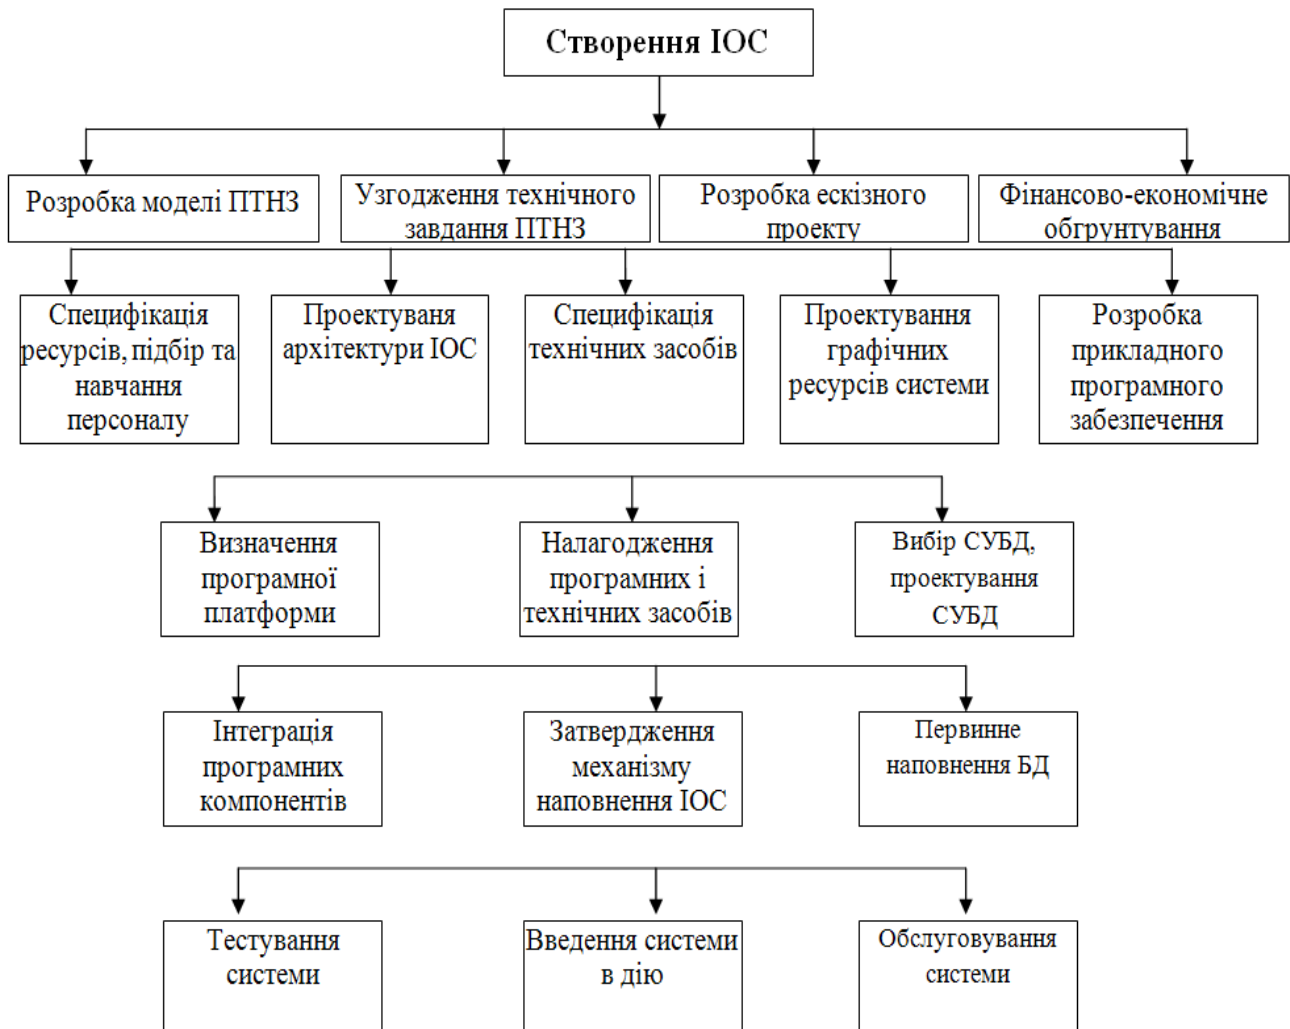 Створення ІОС
Розробка моделі ПТНЗ
Узгодження технічного
завдання ПТНЗ
Розробка ескізного
проекту
Фінансово-економічне
обгрунтування
Специфікація
ресурсів, підбір та
навчання
персоналу
Проектуваня
архітектури ІОС
Специфікація
технічних засобів
Проектування
графічних
ресурсів системи
Розробка
прикладного
програмного
забезпечення
Визначення
програмної
платформи
Налагодження
програмних і
технічних засобів
Вибір СУБД,
проектування
СУБД
Інтеграція
програмних
компонентів
Затвердження
механізму
наповнення ІОС
Первинне
наповнення БД
Тестування
системи
Введення системи
в дію
Обслуговування
системи